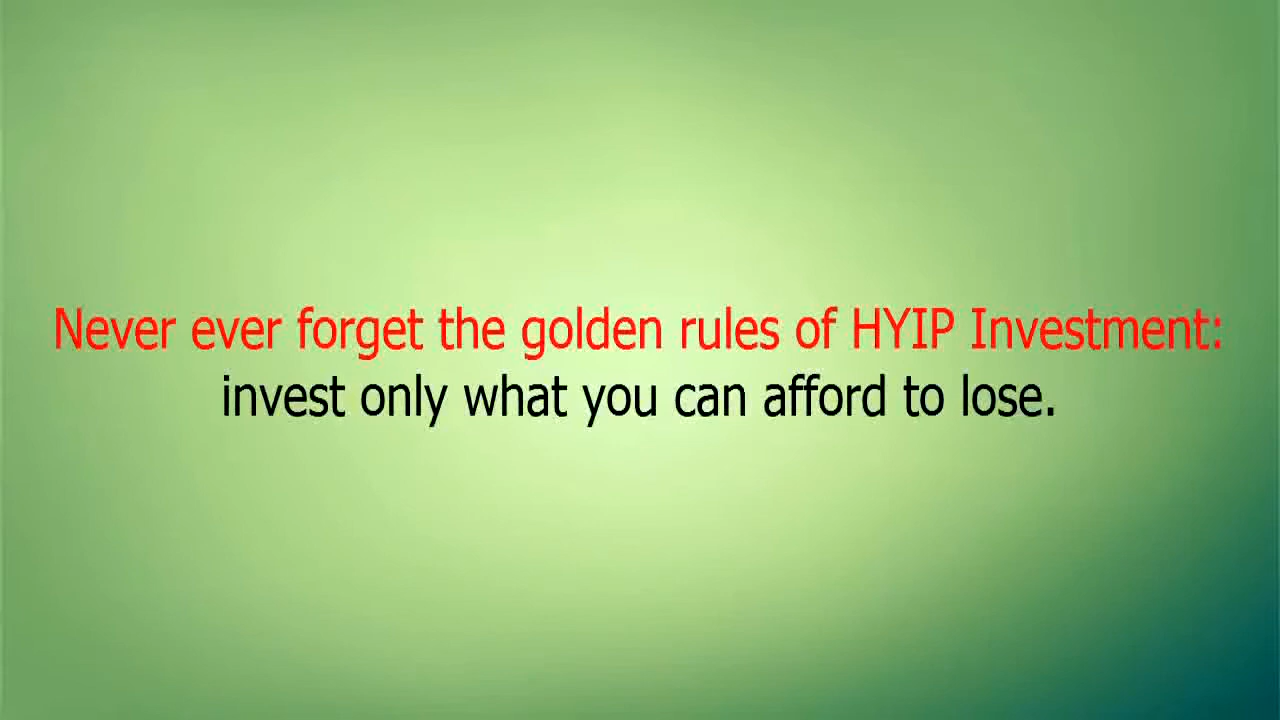 Never ever forget the golden rules of HYIP Investment:
invest only what you can afford to lose.